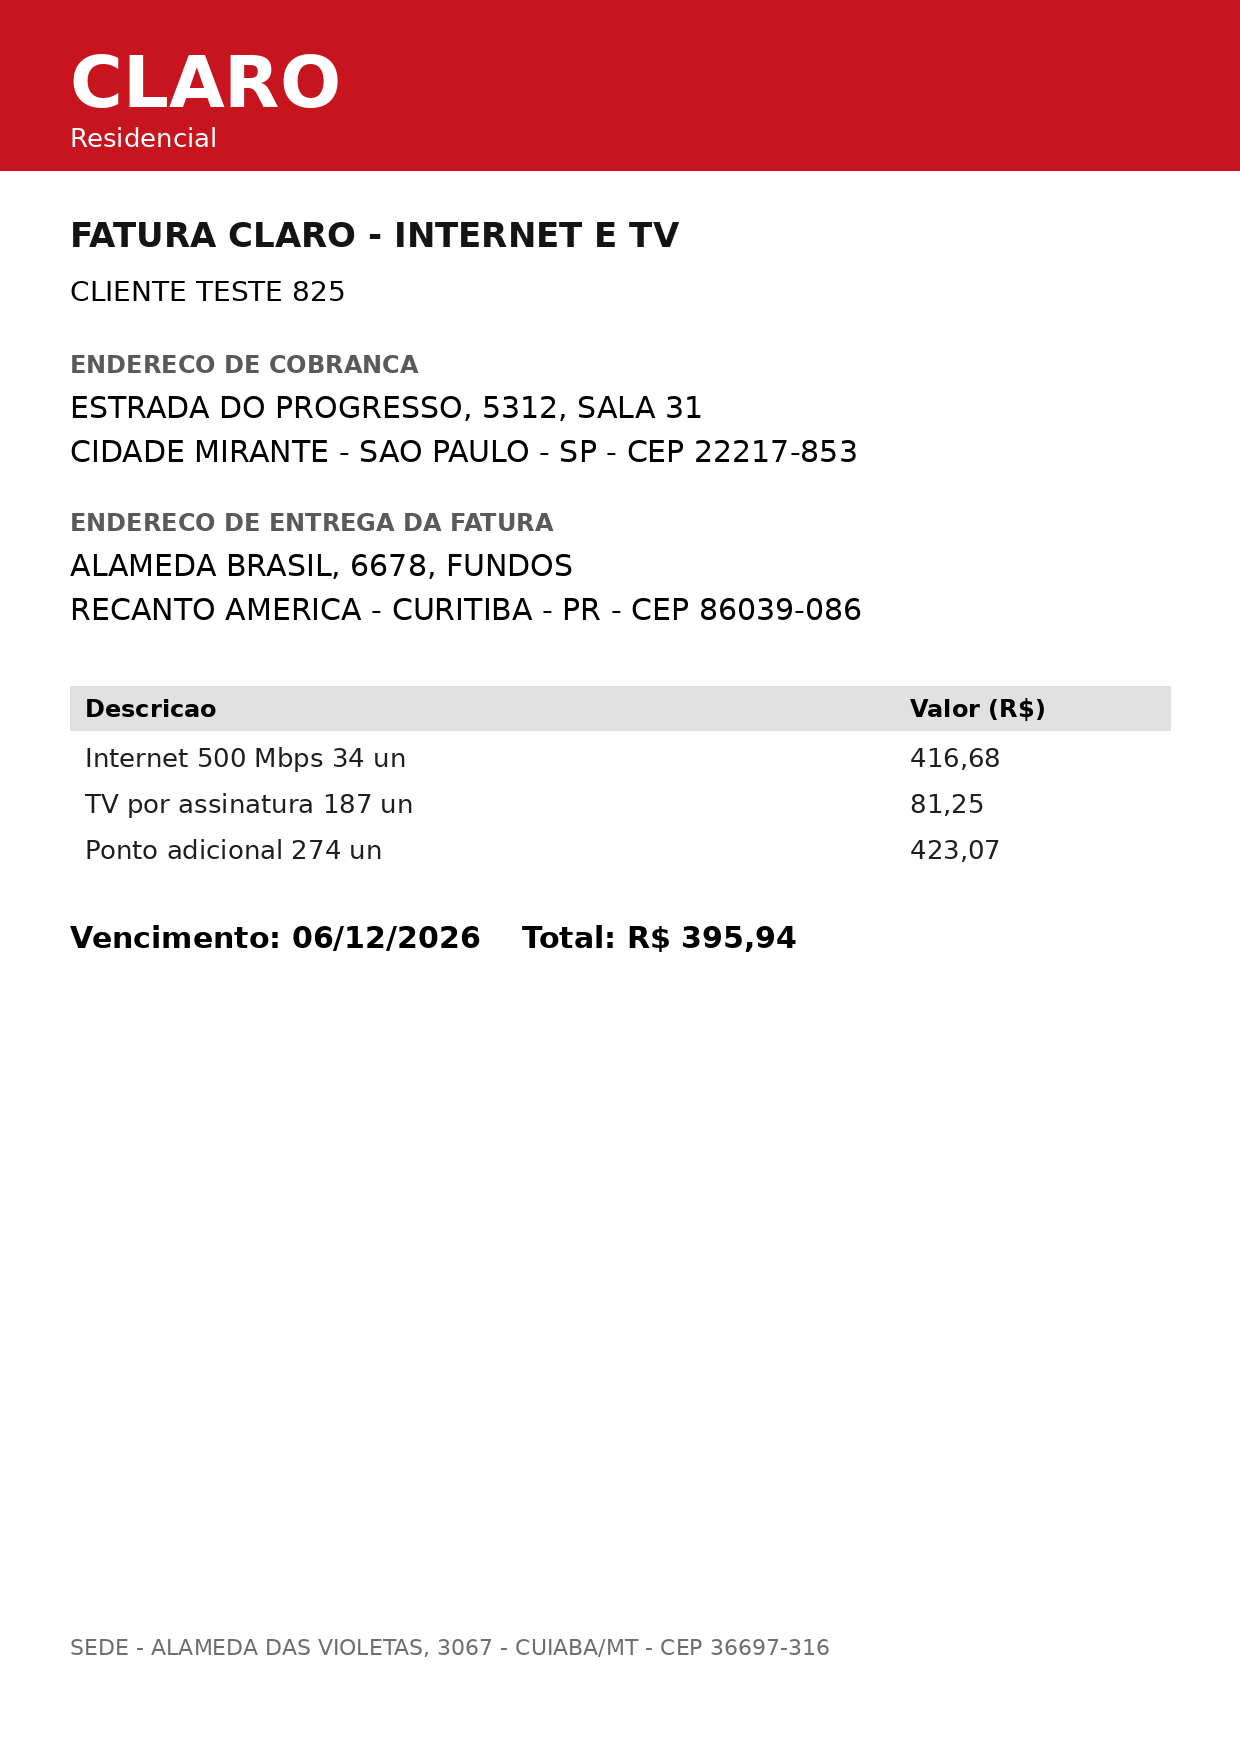 CLARO
Residencial
FATURA CLARO - INTERNET E TV
CLIENTE TESTE 825
ENDERECO DE COBRANCA
ESTRADA DO PROGRESSO, 5312, SALA 31
CIDADE MIRANTE - SAO PAULO - SP - CEP 22217-853
ENDERECO DE ENTREGA DA FATURA
ALAMEDA BRASIL, 6678, FUNDOS
RECANTO AMERICA - CURITIBA - PR - CEP 86039-086
Descricao Valor (R$)
Internet 500 Mbps 34 un 416,68
TV por assinatura 187 un 81,25
Ponto adicional 274 un 423,07
Vencimento: 06/12/2026 Total: R$ 395,94
SEDE - ALAMEDA DAS VIOLETAS, 3067 - CUIABA/MT - CEP 36697-316